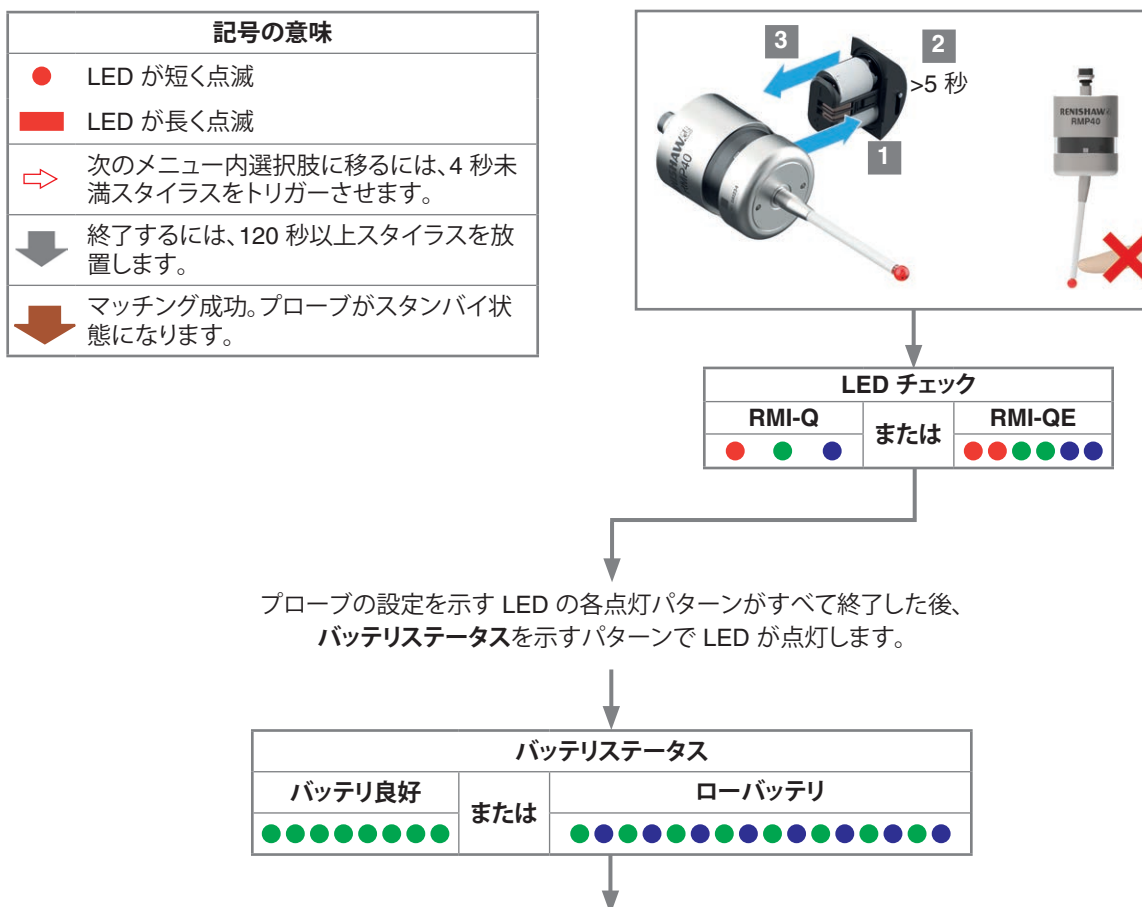 記号の意味
LED が短く点滅
LED が長く点滅
次のメニュー内選択肢に移るには、4 秒未
満スタイラスをトリガーさせます。
終了するには、120 秒以上スタイラスを放
置します。
マッチング成功。プローブがスタンバイ状
態になります。
3
2
>5 秒
1
RENISHAW
RMP40
RENISHAW
RMP40
LED チェック
RMI-Q
または
RMI-QE
プローブの設定を示す LED の各点灯パターンがすべて終了した後、
バッテリステータスを示すパターンで LED が点灯します。
バッテリステータス
バッテリ良好
または
ローバッテリ